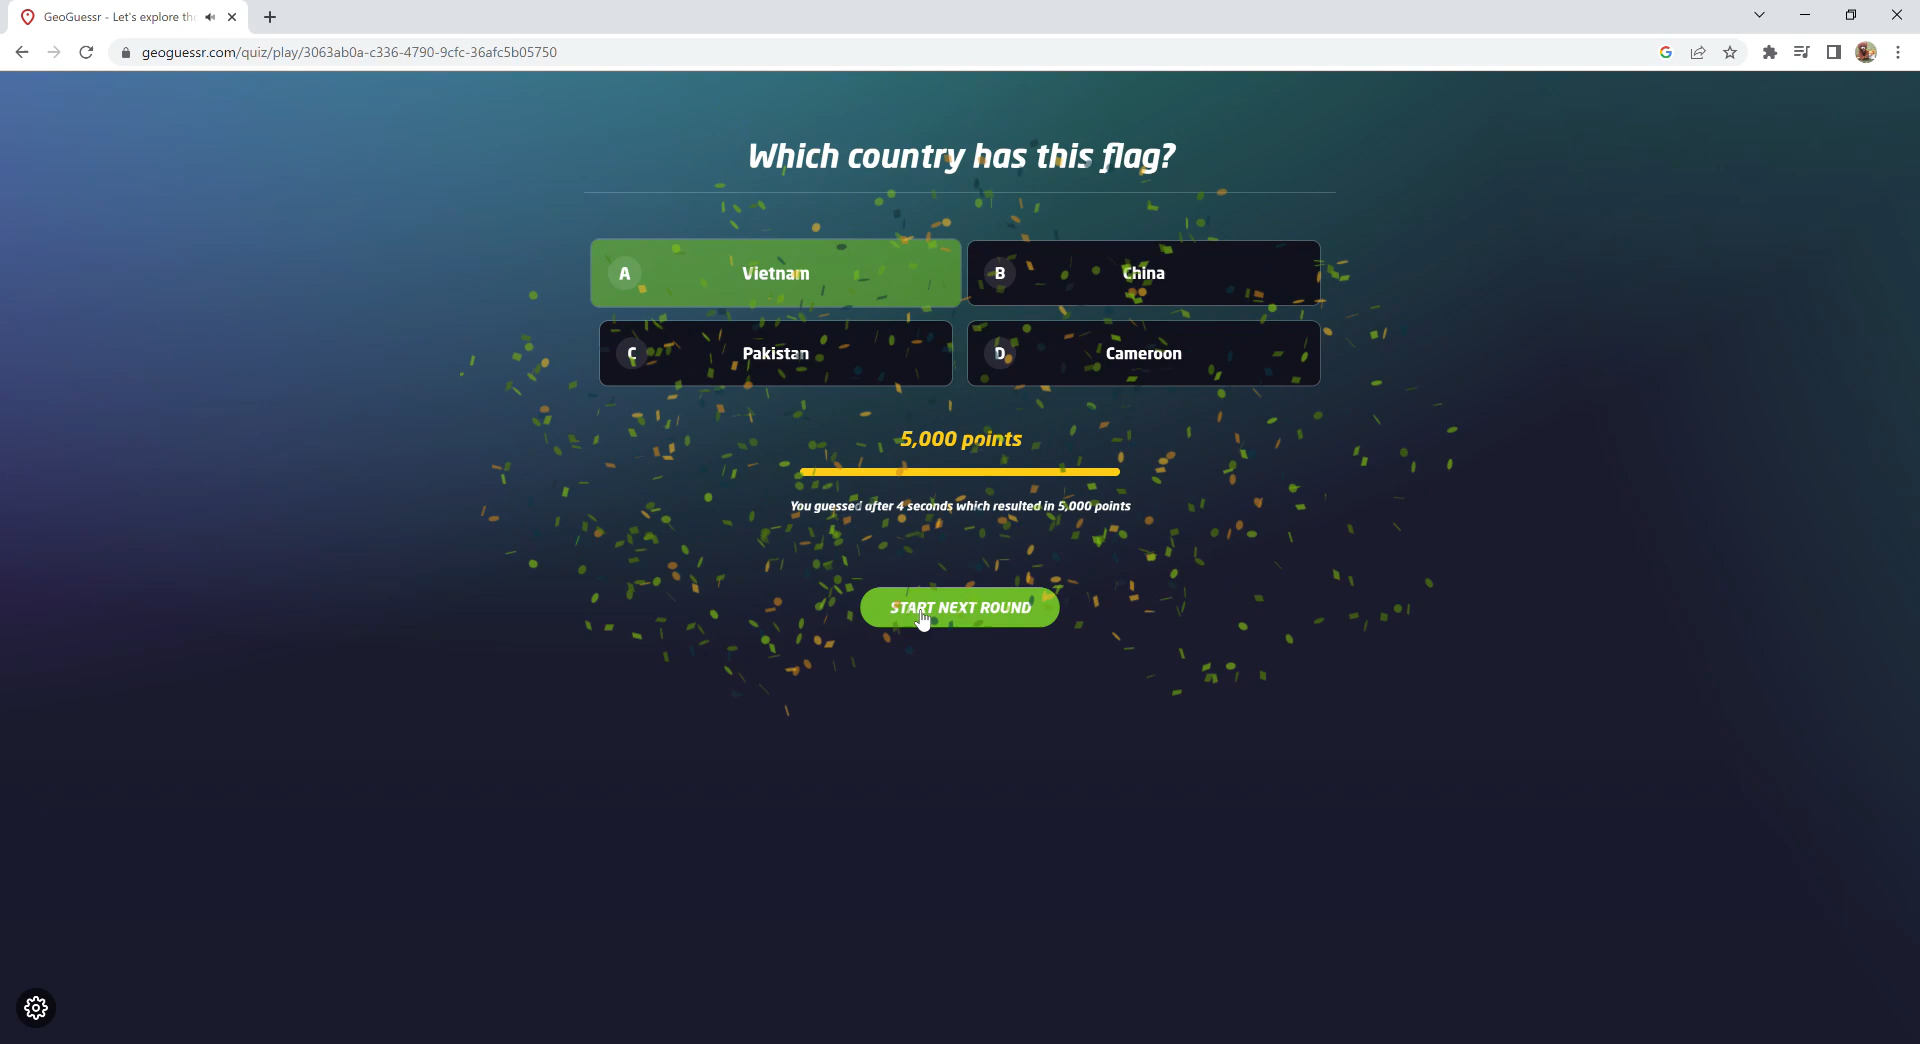 GeoGuessr - Let's explore th
geoguessr.com/quiz/play/3063ab0a-c336-4790-9cfc-36afc5b05750
Which country has this flag?
A Vietnam
B China
C Pakistan
D Cameroon
5,000 points
You guessed after 4 seconds which resulted in 5,000 points
START NEXT ROUND